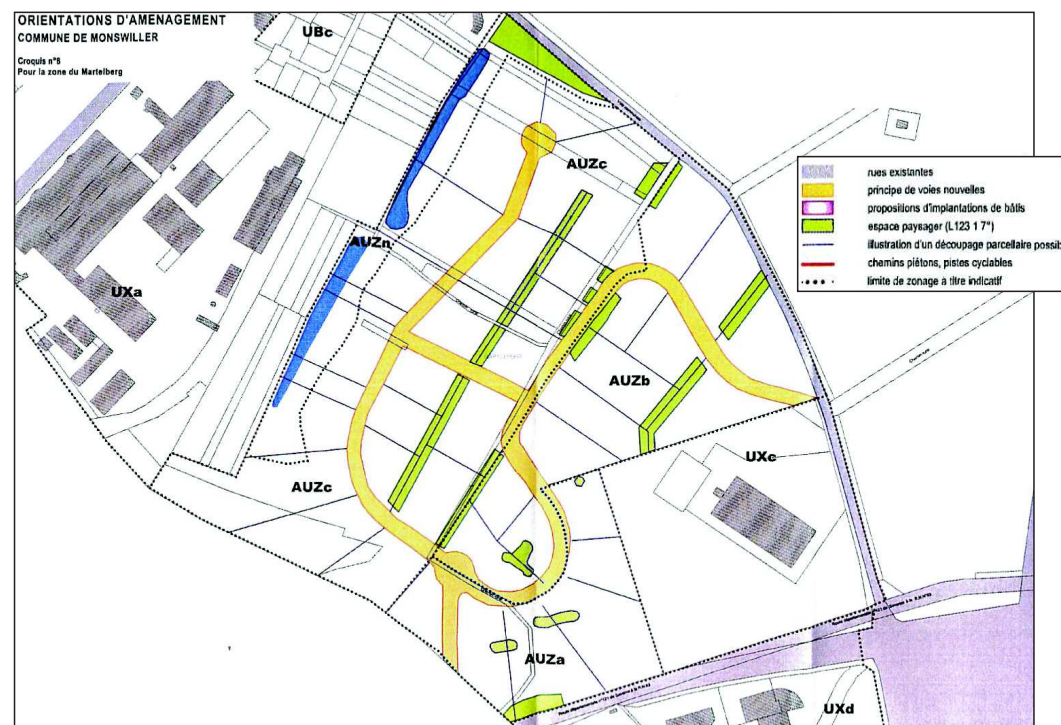 ORIENTATIONS D'AMENAGEMENT
COMMUNE DE MONSWILLER
Croquis n°8
Pour la zone du Martelberg
UBc
AUZc
rues existantes
principe de voies nouvelles
propositions d'implantations de bâtis
espace paysager (L123 1 7°)
illustration d'un découpage parcellaire possib
chemins piétons, pistes cyclables
limite de zonage à titre indicatif
AUZn
UXa
AUZb
UXc
AUZc
AUZa
UXd